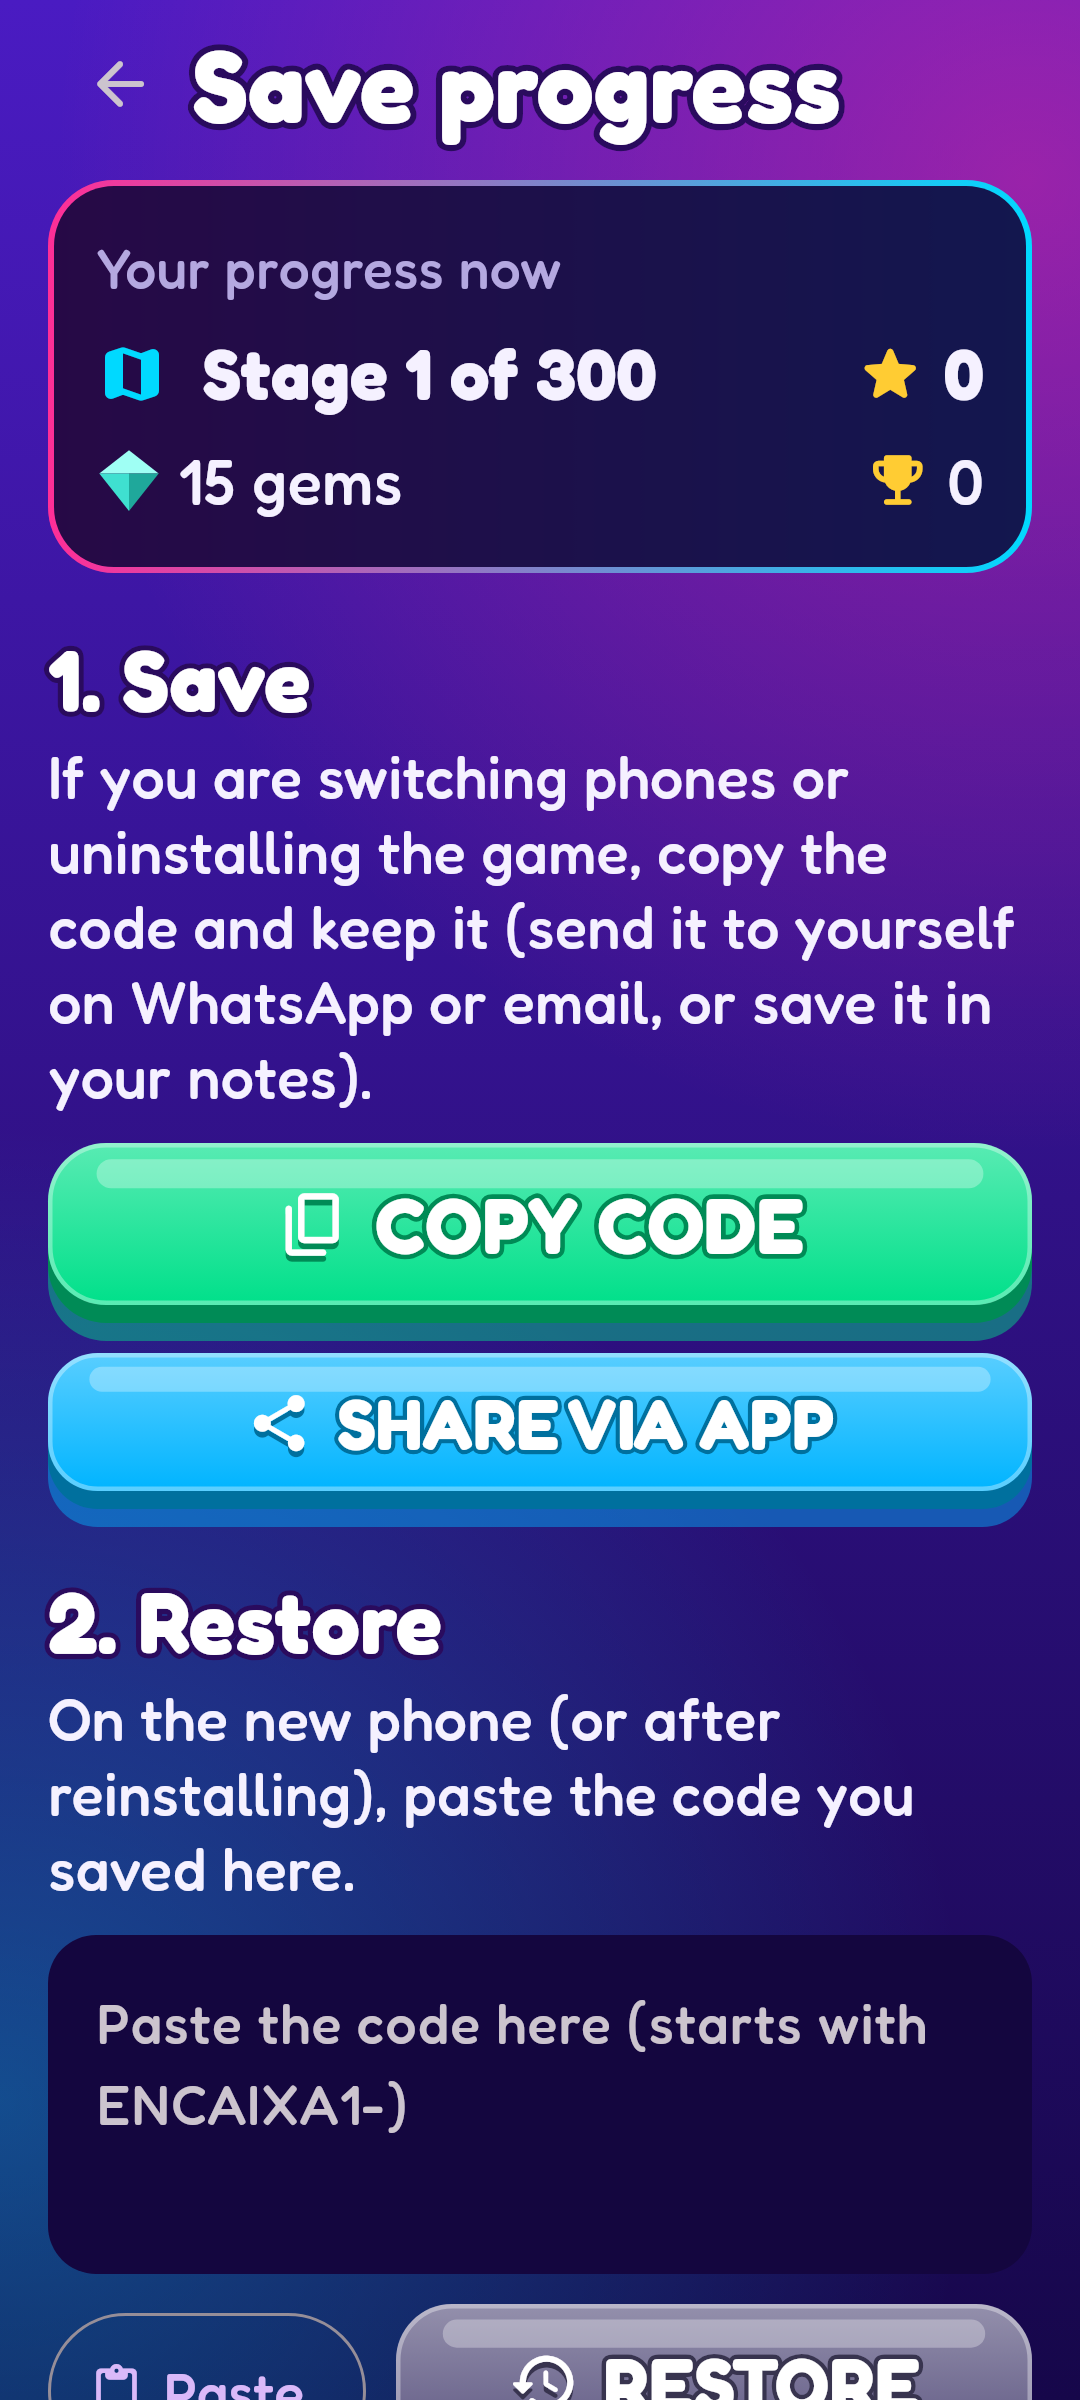 Save progress
Your progress now
Stage 1 of 300
0
15 gems
0
1. Save
If you are switching phones or
uninstalling the game, copy the
code and keep it (send it to yourself
on WhatsApp or email, or save it in
your notes).
COPY CODE
SHARE VIA APP
2. Restore
On the new phone (or after
reinstalling), paste the code you
saved here.
Paste the code here (starts with
ENCAIXA1-)
Paste
RESTORE